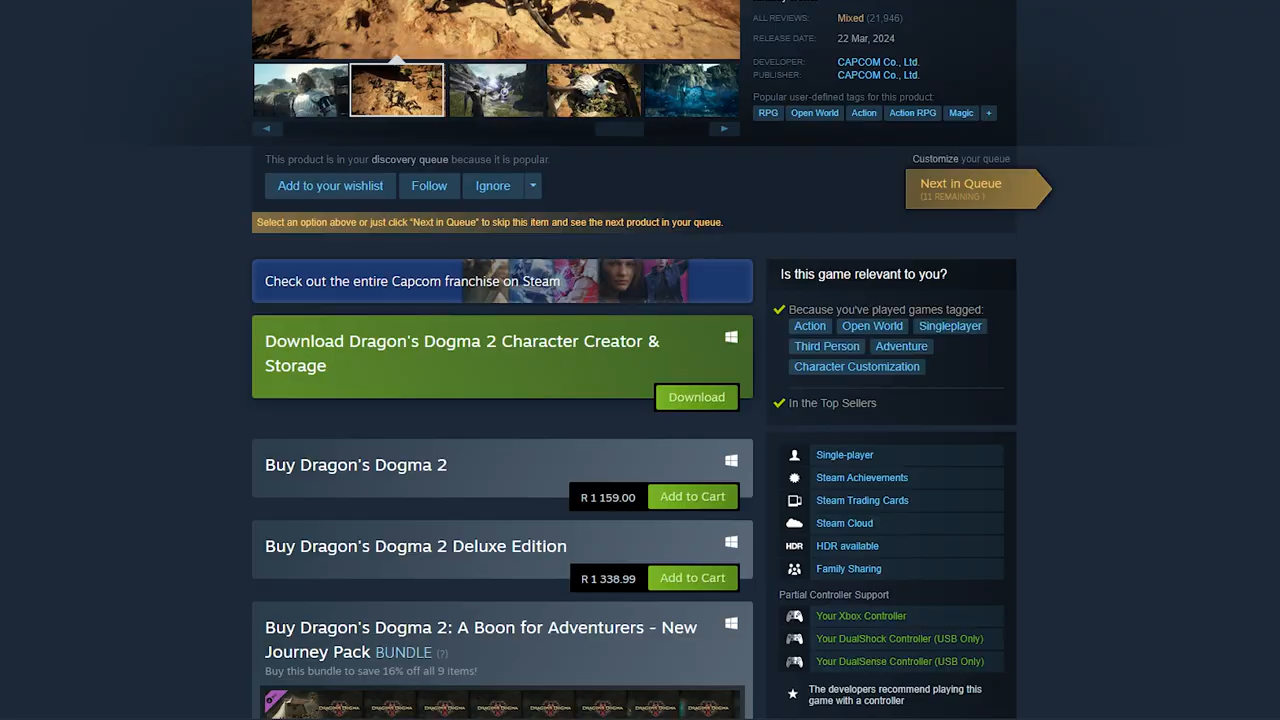 ALL REVIEWS: Mixed (21,946)
RELEASE DATE: 22 Mar, 2024
DEVELOPER: CAPCOM Co., Ltd.
PUBLISHER: CAPCOM Co., Ltd.
Popular user-defined tags for this product:
RPG Open World Action Action RPG Magic +
This product is in your discovery queue because it is popular.
Add to your wishlist Follow Ignore
Customize your queue
Next in Queue
(11 REMAINING )
Select an option above or just click "Next in Queue" to skip this item and see the next product in your queue.
Check out the entire Capcom franchise on Steam
Download Dragon's Dogma 2 Character Creator &
Storage
Download
Buy Dragon's Dogma 2
R 1 159.00 Add to Cart
Buy Dragon's Dogma 2 Deluxe Edition
R 1 338.99 Add to Cart
Buy Dragon's Dogma 2: A Boon for Adventurers - New
Journey Pack BUNDLE (?)
Buy this bundle to save 16% off all 9 items!
Is this game relevant to you?
Because you've played games tagged:
Action Open World Singleplayer
Third Person Adventure
Character Customization
In the Top Sellers
Single-player
Steam Achievements
Steam Trading Cards
Steam Cloud
HDR HDR available
Family Sharing
Partial Controller Support
Your Xbox Controller
Your DualShock Controller (USB Only)
Your DualSense Controller (USB Only)
The developers recommend playing this
game with a controller